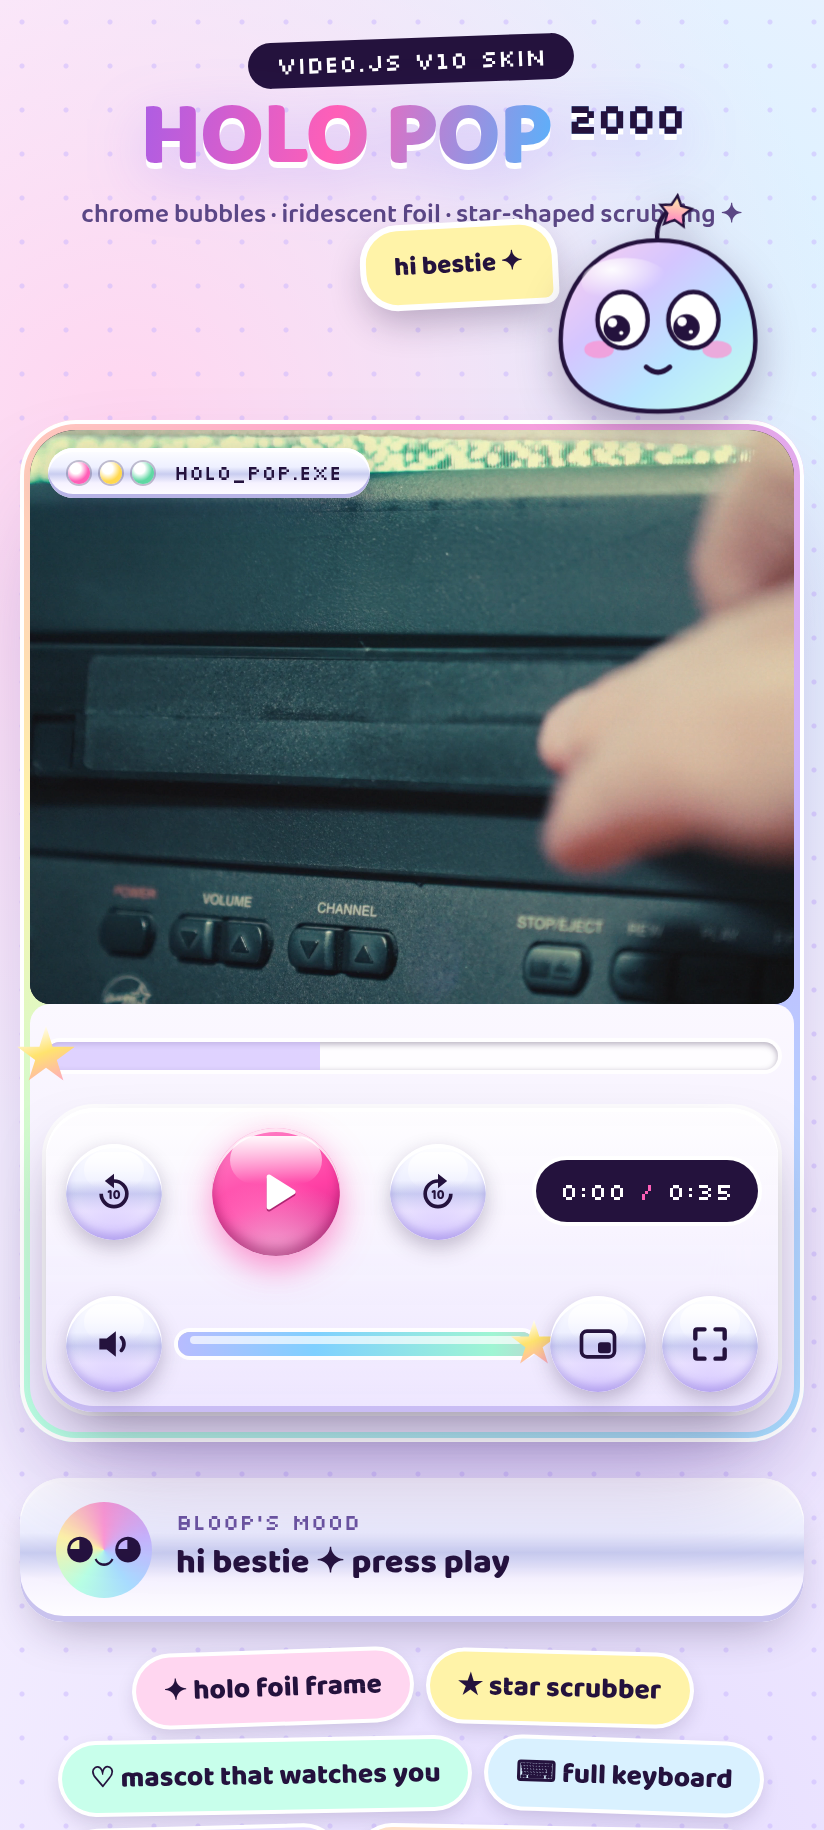 VIDEO.JS V10 SKIN
HOLO POP 2000
chrome bubbles · iridescent foil · star-shaped scrubbing ✦
hi bestie ✦
HOLO_POP.EXE
POWER
VOLUME
CHANNEL
STOP/EJECT
REW
PLAY
10
10
0:00 / 0:35
BLOOP'S MOOD
hi bestie ✦ press play
✦ holo foil frame
★ star scrubber
♡ mascot that watches you
⌨ full keyboard